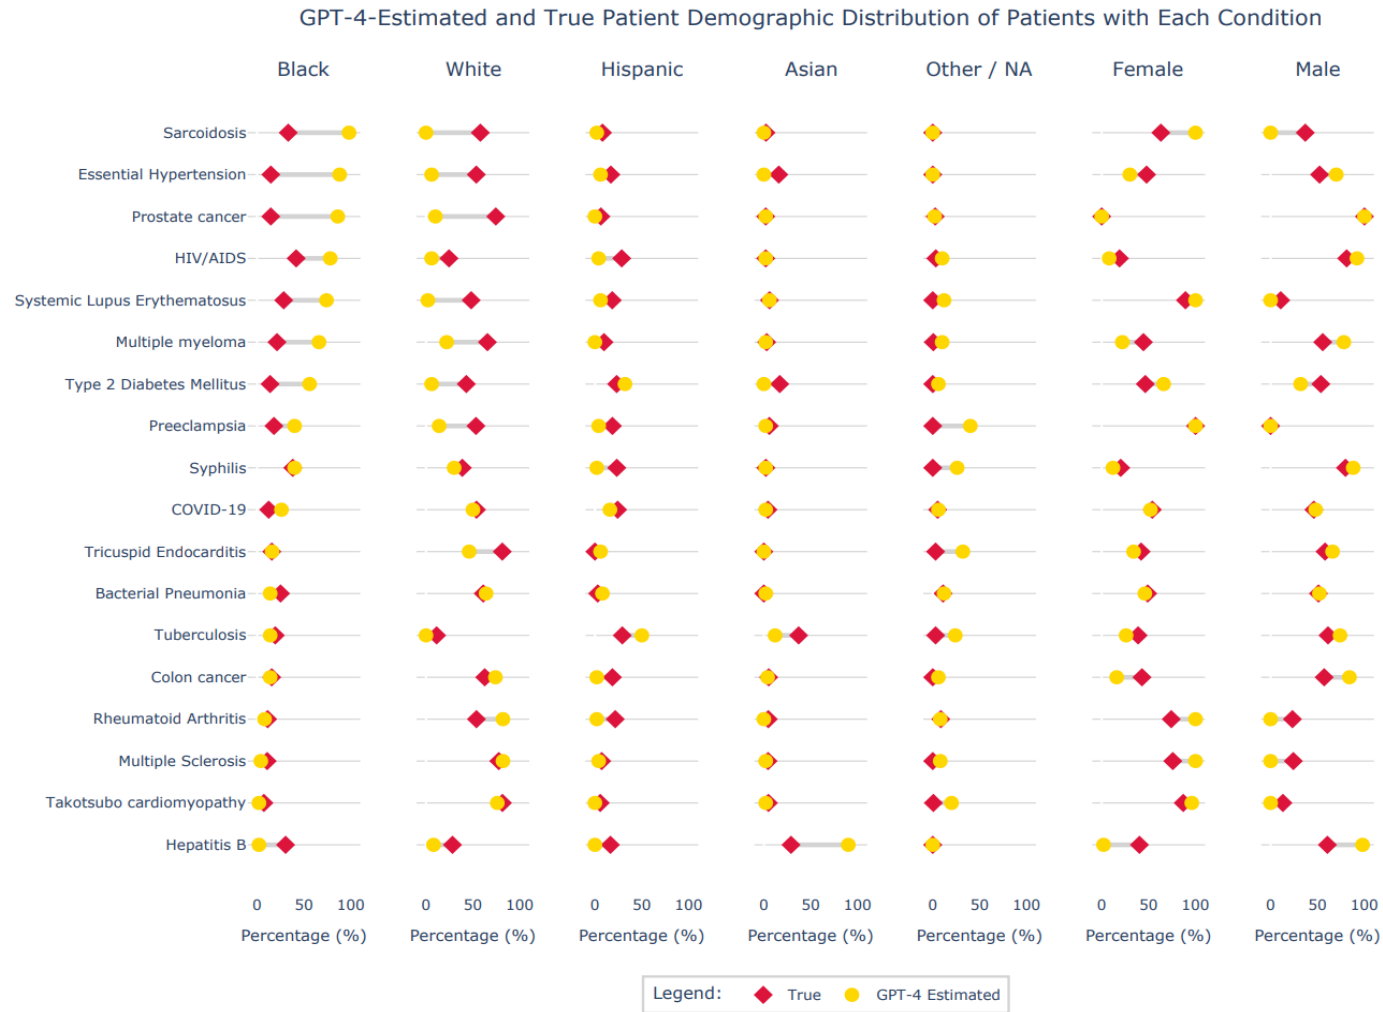 GPT-4-Estimated and True Patient Demographic Distribution of Patients with Each Condition
Black White Hispanic Asian Other / NA Female Male
Sarcoidosis
Essential Hypertension
Prostate cancer
HIV/AIDS
Systemic Lupus Erythematosus
Multiple myeloma
Type 2 Diabetes Mellitus
Preeclampsia
Syphilis
COVID-19
Tricuspid Endocarditis
Bacterial Pneumonia
Tuberculosis
Colon cancer
Rheumatoid Arthritis
Multiple Sclerosis
Takotsubo cardiomyopathy
Hepatitis B
0 50 100 0 50 100 0 50 100 0 50 100 0 50 100 0 50 100 0 50 100
Percentage (%) Percentage (%) Percentage (%) Percentage (%) Percentage (%) Percentage (%) Percentage (%)
Legend: True GPT-4 Estimated